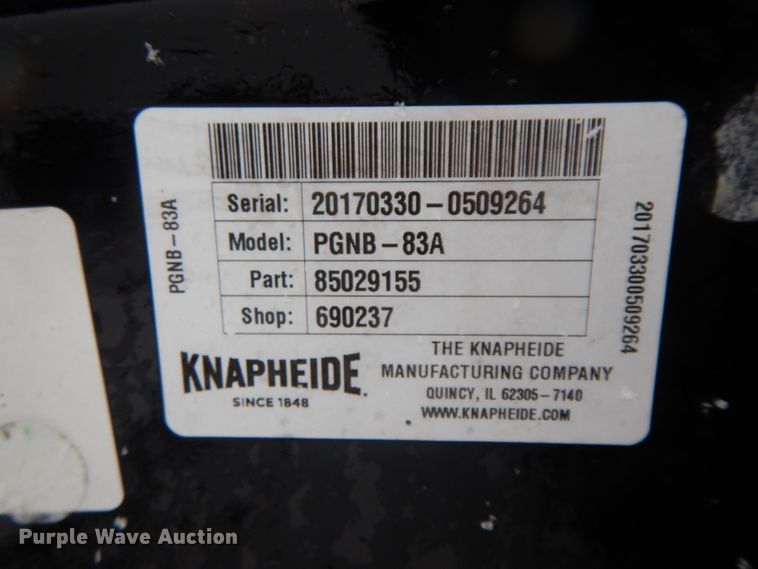 PGNB-83A
Serial: 20170330-0509264
Model: PGNB-83A
Part: 85029155
Shop: 690237
201703300509264
KNAPHEIDE
SINCE 1848
THE KNAPHEIDE
MANUFACTURING COMPANY
QUINCY, IL 62305-7140
WWW.KNAPHEIDE.COM
Purple Wave Auction